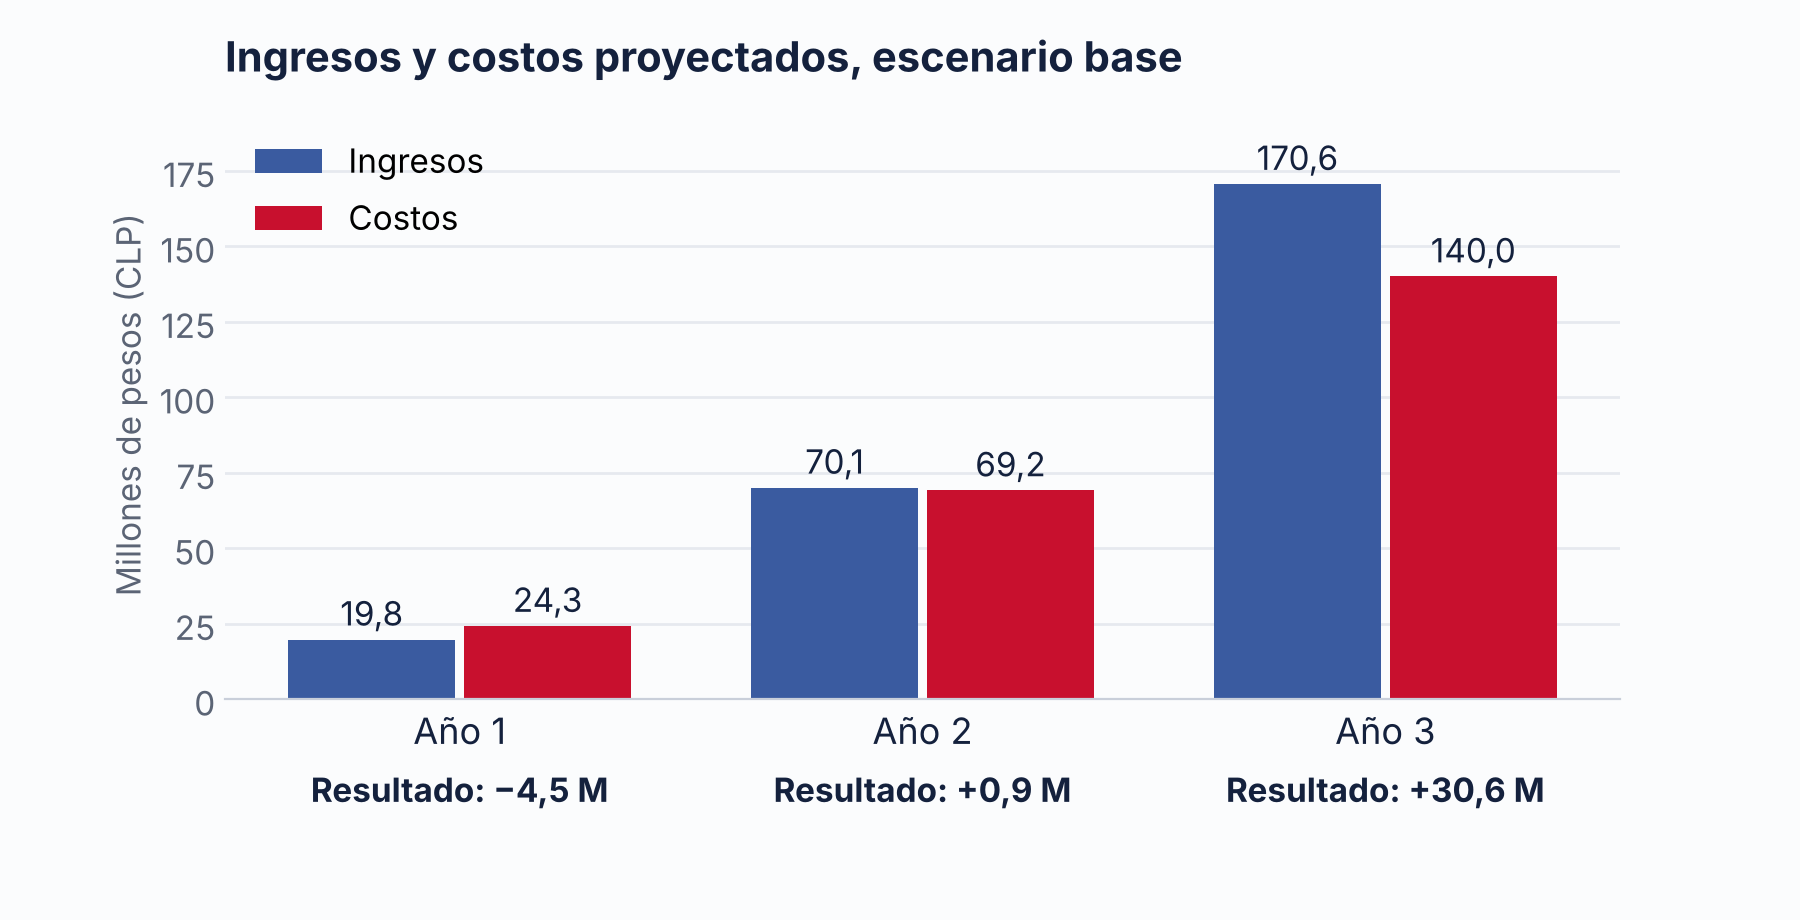 Ingresos y costos proyectados, escenario base
Ingresos
Costos
Millones de pesos (CLP)
175
150
125
100
75
50
25
0
19,8
24,3
70,1
69,2
170,6
140,0
Año 1
Año 2
Año 3
Resultado: −4,5 M
Resultado: +0,9 M
Resultado: +30,6 M